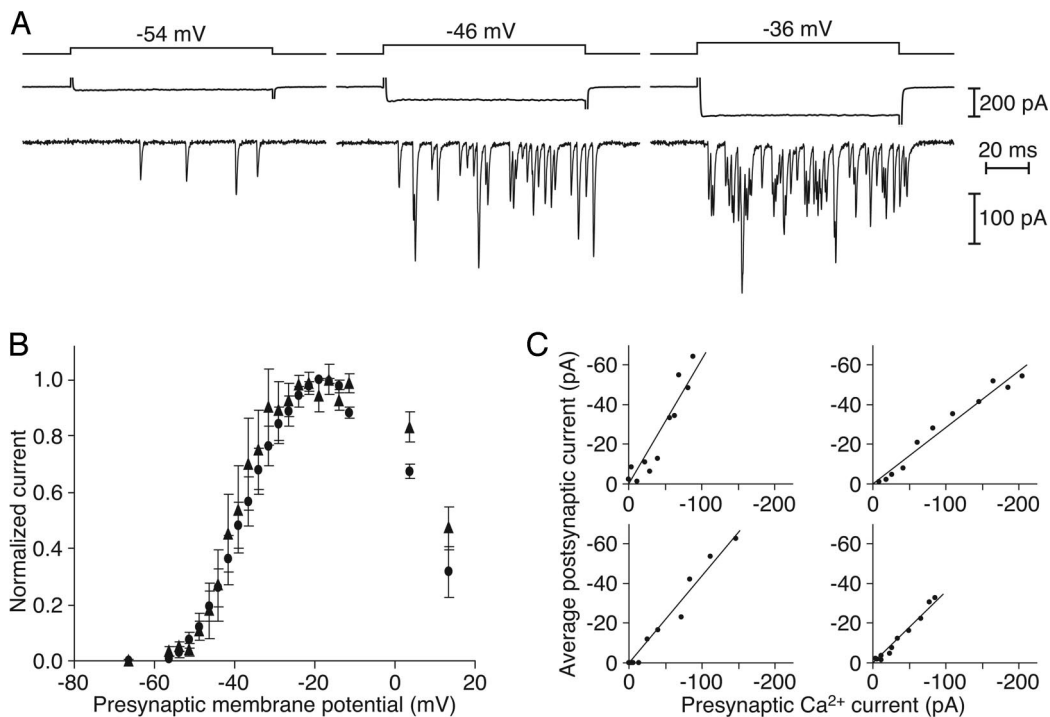 A
-54 mV
-46 mV
-36 mV
200 pA
20 ms
100 pA
B
Normalized current
1.0
0.8
0.6
0.4
0.2
0.0
-80 -60 -40 -20 0 20
Presynaptic membrane potential (mV)
C
Average postsynaptic current (pA)
-60
-40
-20
0
0 -100 -200
-60
-40
-20
0
0 -100 -200
-60
-40
-20
0
0 -100 -200
-60
-40
-20
0
0 -100 -200
Presynaptic Ca²⁺ current (pA)